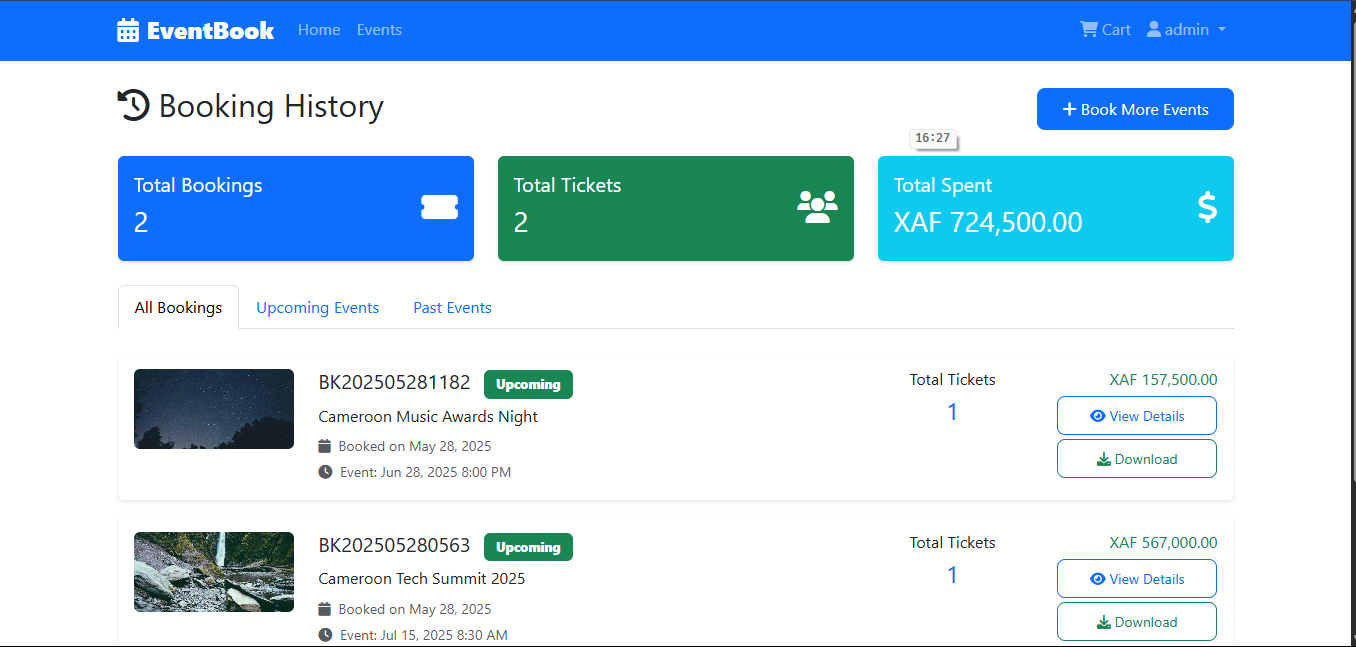 EventBook Home Events Cart admin
Booking History
+ Book More Events
16:27
Total Bookings
2
Total Tickets
2
Total Spent
XAF 724,500.00
$
All Bookings Upcoming Events Past Events
BK202505281182 Upcoming
Cameroon Music Awards Night
Booked on May 28, 2025
Event: Jun 28, 2025 8:00 PM
Total Tickets
1
XAF 157,500.00
View Details
Download
BK202505280563 Upcoming
Cameroon Tech Summit 2025
Booked on May 28, 2025
Event: Jul 15, 2025 8:30 AM
Total Tickets
1
XAF 567,000.00
View Details
Download